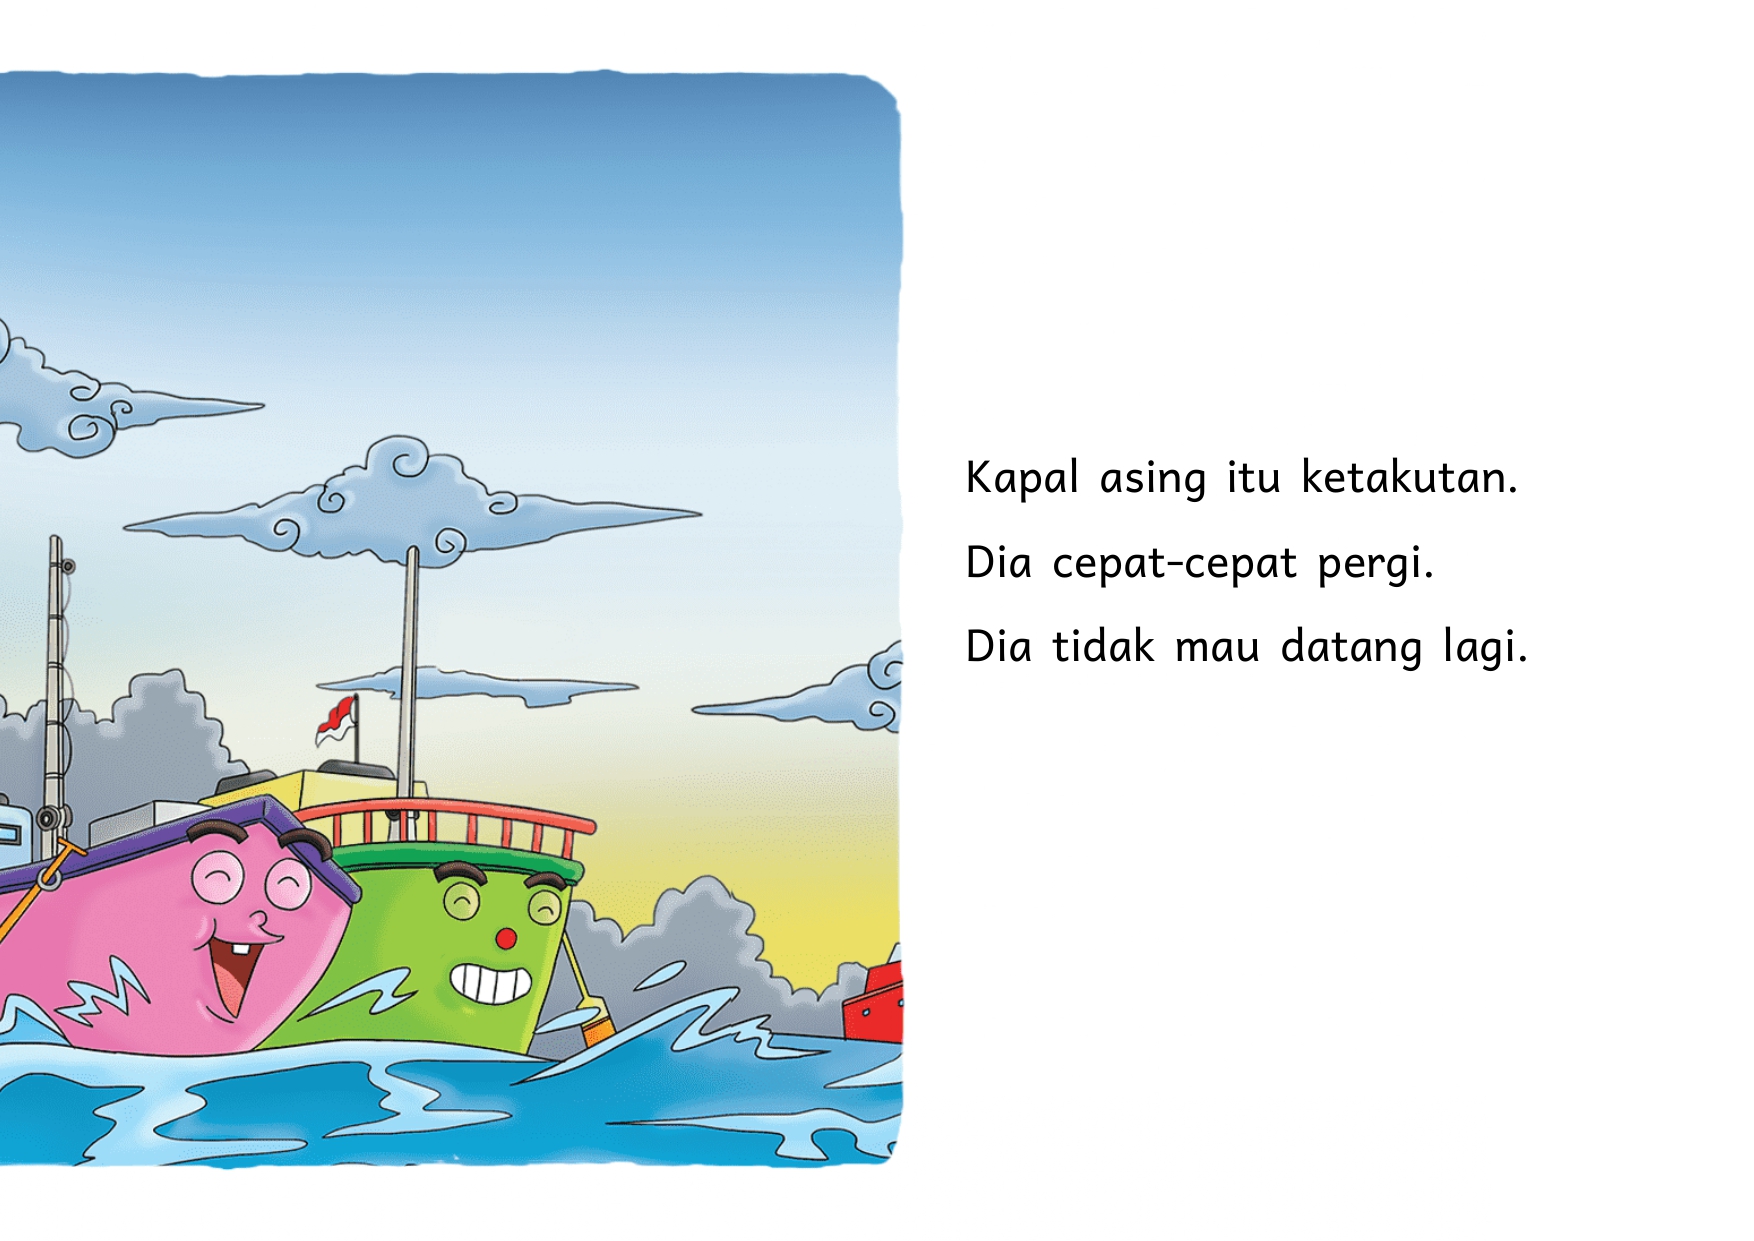 Kapal asing itu ketakutan.
Dia cepat-cepat pergi.
Dia tidak mau datang lagi.